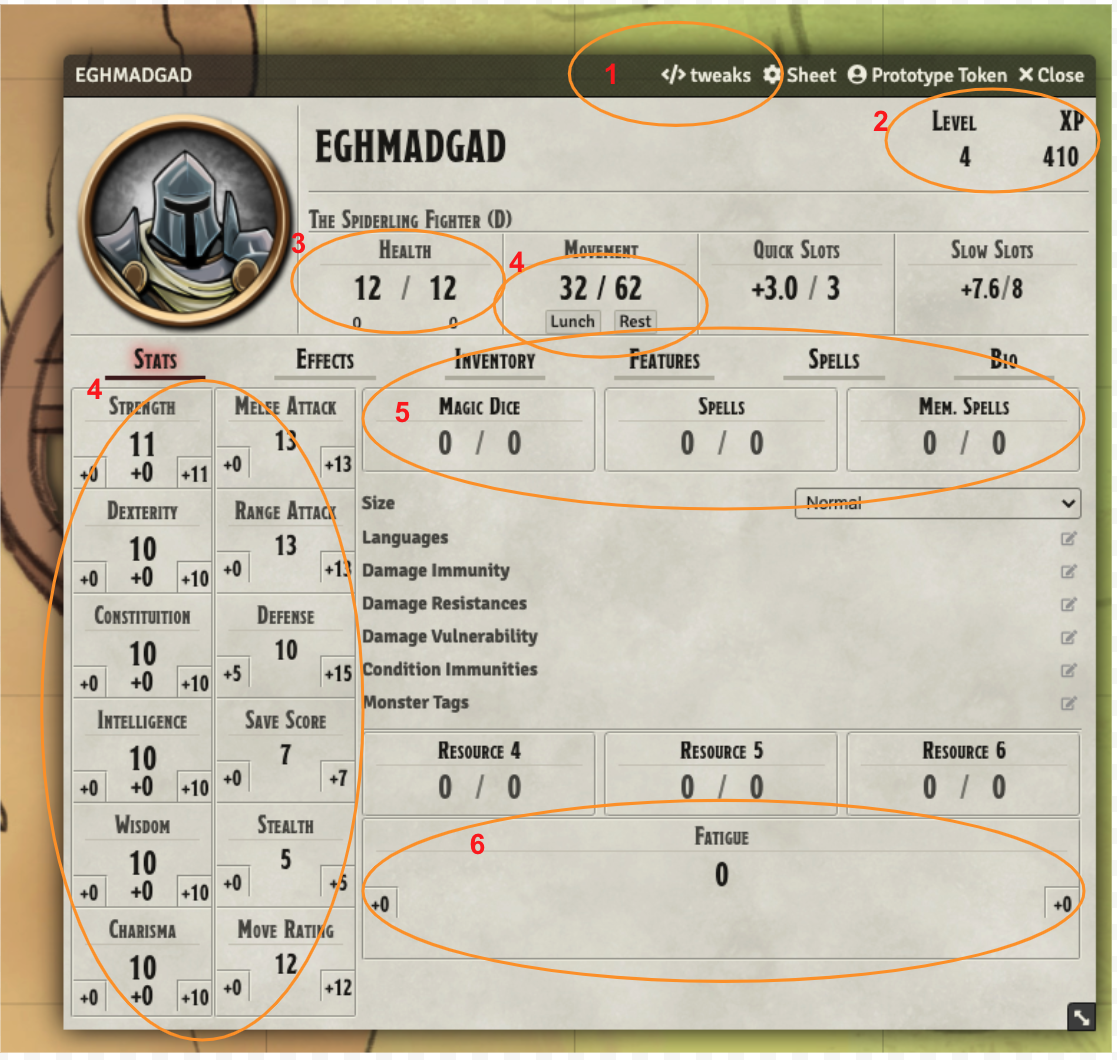 EGHMADGAD
1 </> tweaks Sheet Prototype Token × Close
2 LEVEL XP
4 410
EGHMADGAD
THE SPIDERLING FIGHTER (D)
3 HEALTH 4 MOVEMENT QUICK SLOTS SLOW SLOTS
12 / 12 32 / 62 +3.0 / 3 +7.6/8
0 0 Lunch Rest
STATS EFFECTS INVENTORY FEATURES SPELLS BIO
4 STRENGTH
11
+0 +0 +11
MELEE ATTACK
13
+0 +13
5 MAGIC DICE SPELLS MEM. SPELLS
0 / 0 0 / 0 0 / 0
DEXTERITY
10
+0 +0 +10
RANGE ATTACK
13
+0 +13
CONSTITUITION
10
+0 +0 +10
DEFENSE
10
+5 +15
INTELLIGENCE
10
+0 +0 +10
SAVE SCORE
7
+0 +7
WISDOM
10
+0 +0 +10
STEALTH
5
+0 +5
CHARISMA
10
+0 +0 +10
MOVE RATING
12
+0 +12
Size Normal
Languages
Damage Immunity
Damage Resistances
Damage Vulnerability
Condition Immunities
Monster Tags
RESOURCE 4 RESOURCE 5 RESOURCE 6
0 / 0 0 / 0 0 / 0
6 FATIGUE
0
+0 +0